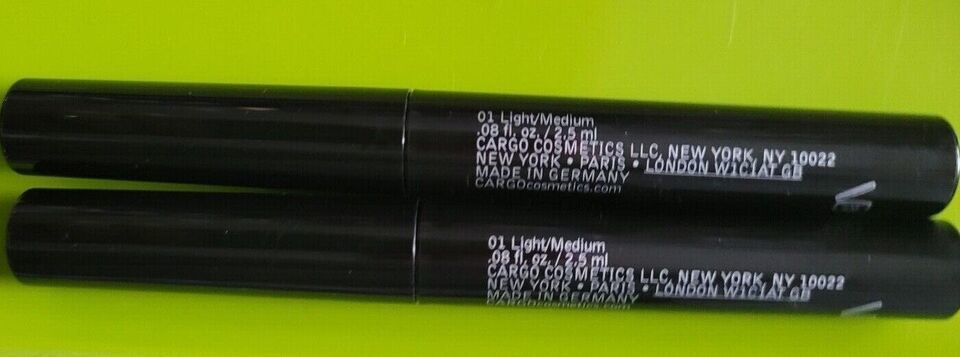 01 Light/Medium
.08 fl. oz. / 2.5 ml
CARGO COSMETICS LLC, NEW YORK, NY 10022
NEW YORK • PARIS • LONDON W1C1AT GB
MADE IN GERMANY
CARGOcosmetics.com
01 Light/Medium
.08 fl. oz. / 2.5 ml
CARGO COSMETICS LLC, NEW YORK, NY 10022
NEW YORK • PARIS • LONDON W1C1AT GB
MADE IN GERMANY
CARGOcosmetics.com